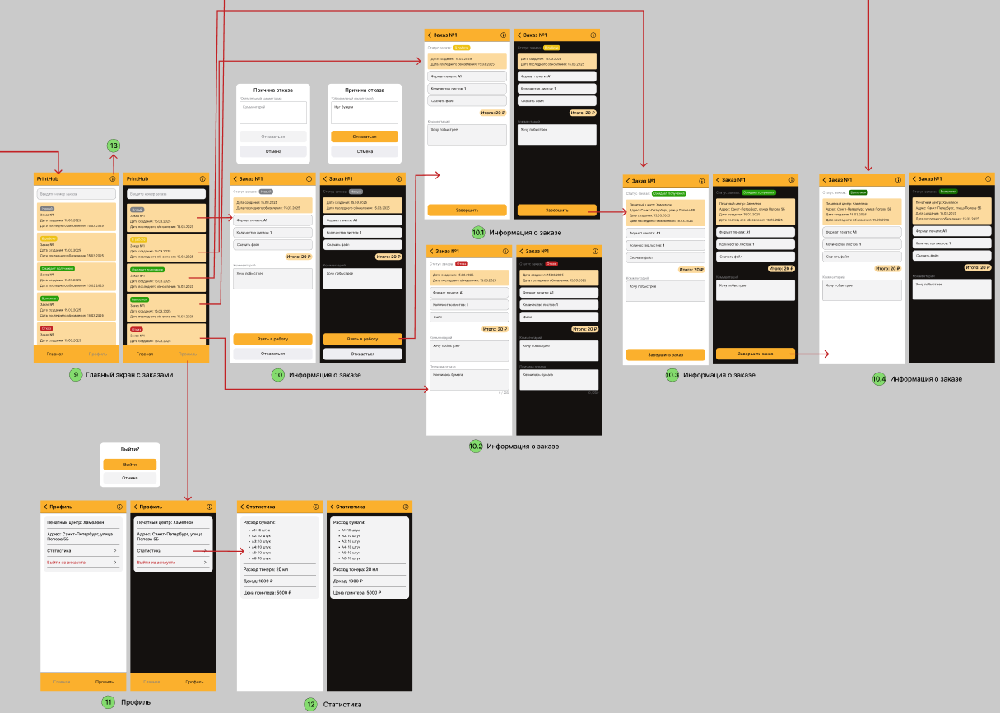 Заказ №1
Статус заказа: В работе
Дата создания: 15.03.2025
Дата последнего обновления: 15.03.2025
Формат печати: А1
Количество листов: 1
Скачать файл
Итого: 20 ₽
Комментарий
Хочу побыстрее
Завершить
Заказ №1
Статус заказа: В работе
Дата создания: 15.03.2025
Дата последнего обновления: 15.03.2025
Формат печати: А1
Количество листов: 1
Скачать файл
Итого: 20 ₽
Комментарий
Хочу побыстрее
Завершить
10.1 Информация о заказе
Причина отказа
*Обязательный комментарий
Комментарий
Отказаться
Отмена
Причина отказа
*Обязательный комментарий
Нет бумаги
Отказаться
Отмена
13
PrintHub
Введите номер заказа
Новый
Заказ №1
Дата создания: 15.03.2025
Дата последнего обновления: 15.03.2025
В работе
Заказ №1
Дата создания: 15.03.2025
Дата последнего обновления: 15.03.2025
Ожидает получения
Заказ №1
Дата создания: 15.03.2025
Дата последнего обновления: 15.03.2025
Выполнен
Заказ №1
Дата создания: 15.03.2025
Дата последнего обновления: 15.03.2025
Отказ
Заказ №1
Дата создания: 15.03.2025
Главная Профиль
PrintHub
Введите номер заказа
Новый
Заказ №1
Дата создания: 15.03.2025
Дата последнего обновления: 15.03.2025
В работе
Заказ №1
Дата создания: 15.03.2025
Дата последнего обновления: 15.03.2025
Ожидает получения
Заказ №1
Дата создания: 15.03.2025
Дата последнего обновления: 15.03.2025
Выполнен
Заказ №1
Дата создания: 15.03.2025
Дата последнего обновления: 15.03.2025
Отказ
Заказ №1
Дата создания: 15.03.2025
Главная Профиль
9 Главный экран с заказами
Заказ №1
Статус заказа: Новый
Дата создания: 15.03.2025
Дата последнего обновления: 15.03.2025
Формат печати: А1
Количество листов: 1
Скачать файл
Итого: 20 ₽
Комментарий
Хочу побыстрее
Взять в работу
Отказаться
Заказ №1
Статус заказа: Новый
Дата создания: 15.03.2025
Дата последнего обновления: 15.03.2025
Формат печати: А1
Количество листов: 1
Скачать файл
Итого: 20 ₽
Комментарий
Хочу побыстрее
Взять в работу
Отказаться
10 Информация о заказе
Заказ №1
Статус заказа: Отказ
Дата создания: 15.03.2025
Дата последнего обновления: 15.03.2025
Формат печати: А1
Количество листов: 1
Файл
Итого: 20 ₽
Комментарий
Хочу побыстрее
Причина отказа
Кончилась бумага
Заказ №1
Статус заказа: Отказ
Дата создания: 15.03.2025
Дата последнего обновления: 15.03.2025
Формат печати: А1
Количество листов: 1
Файл
Итого: 20 ₽
Комментарий
Хочу побыстрее
Причина отказа
Кончилась бумага
10.2 Информация о заказе
Заказ №1
Статус заказа: Ожидает получения
Печатный центр: Хамелеон
Адрес: Санкт-Петербург, улица Попова 5Б
Дата создания: 15.03.2025
Дата последнего обновления: 15.03.2025
Формат печати: А1
Количество листов: 1
Скачать файл
Итого: 20 ₽
Комментарий
Хочу побыстрее
Завершить заказ
Заказ №1
Статус заказа: Ожидает получения
Печатный центр: Хамелеон
Адрес: Санкт-Петербург, улица Попова 5Б
Дата создания: 15.03.2025
Дата последнего обновления: 15.03.2025
Формат печати: А1
Количество листов: 1
Скачать файл
Итого: 20 ₽
Комментарий
Хочу побыстрее
Завершить заказ
10.3 Информация о заказе
Заказ №1
Статус заказа: Выполнен
Печатный центр: Хамелеон
Адрес: Санкт-Петербург, улица Попова 5Б
Дата создания: 15.03.2025
Дата последнего обновления: 15.03.2025
Формат печати: А1
Количество листов: 1
Скачать файл
Итого: 20 ₽
Комментарий
Хочу побыстрее
Заказ №1
Статус заказа: Выполнен
Печатный центр: Хамелеон
Адрес: Санкт-Петербург, улица Попова 5Б
Дата создания: 15.03.2025
Дата последнего обновления: 15.03.2025
Формат печати: А1
Количество листов: 1
Скачать файл
Итого: 20 ₽
Комментарий
Хочу побыстрее
10.4 Информация о заказе
Выйти?
Выйти
Отмена
Профиль
Печатный центр: Хамелеон
Адрес: Санкт-Петербург, улица
Попова 5Б
Статистика
Выйти из аккаунта
Главная Профиль
Профиль
Печатный центр: Хамелеон
Адрес: Санкт-Петербург, улица
Попова 5Б
Статистика
Выйти из аккаунта
Главная Профиль
11 Профиль
Статистика
Расход бумаги:
• А1: 10 штук
• А2: 10 штук
• А3: 10 штук
• А4: 10 штук
• А5: 10 штук
• А6: 10 штук
Расход тонера: 20 мл
Доход: 1000 ₽
Цена принтера: 5000 ₽
Статистика
Расход бумаги:
• А1: 10 штук
• А2: 10 штук
• А3: 10 штук
• А4: 10 штук
• А5: 10 штук
• А6: 10 штук
Расход тонера: 20 мл
Доход: 1000 ₽
Цена принтера: 5000 ₽
12 Статистика